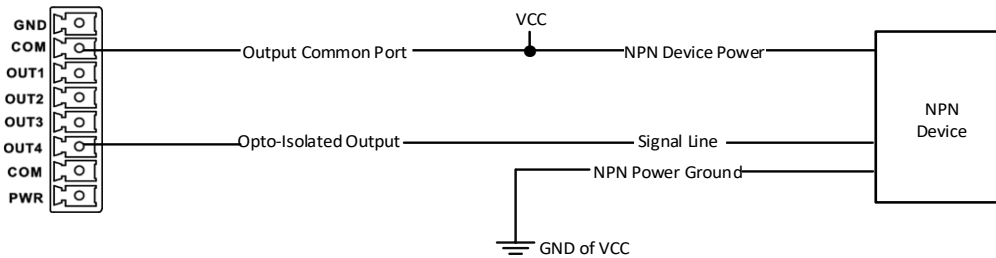 GND
COM
OUT1
OUT2
OUT3
OUT4
COM
PWR
VCC
Output Common Port
NPN Device Power
Opto-Isolated Output
Signal Line
NPN Power Ground
GND of VCC
NPN
Device